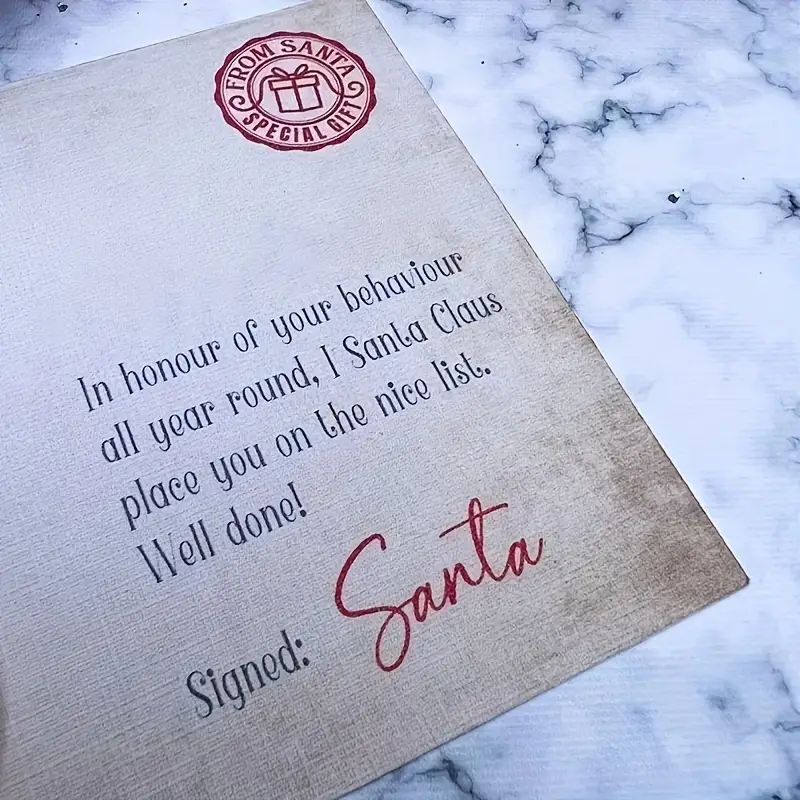 FROM SANTA
SPECIAL GIFT
In honour of your behaviour
all year round, I Santa Claus
place you on the nice list.
Well done!
Signed: Santa